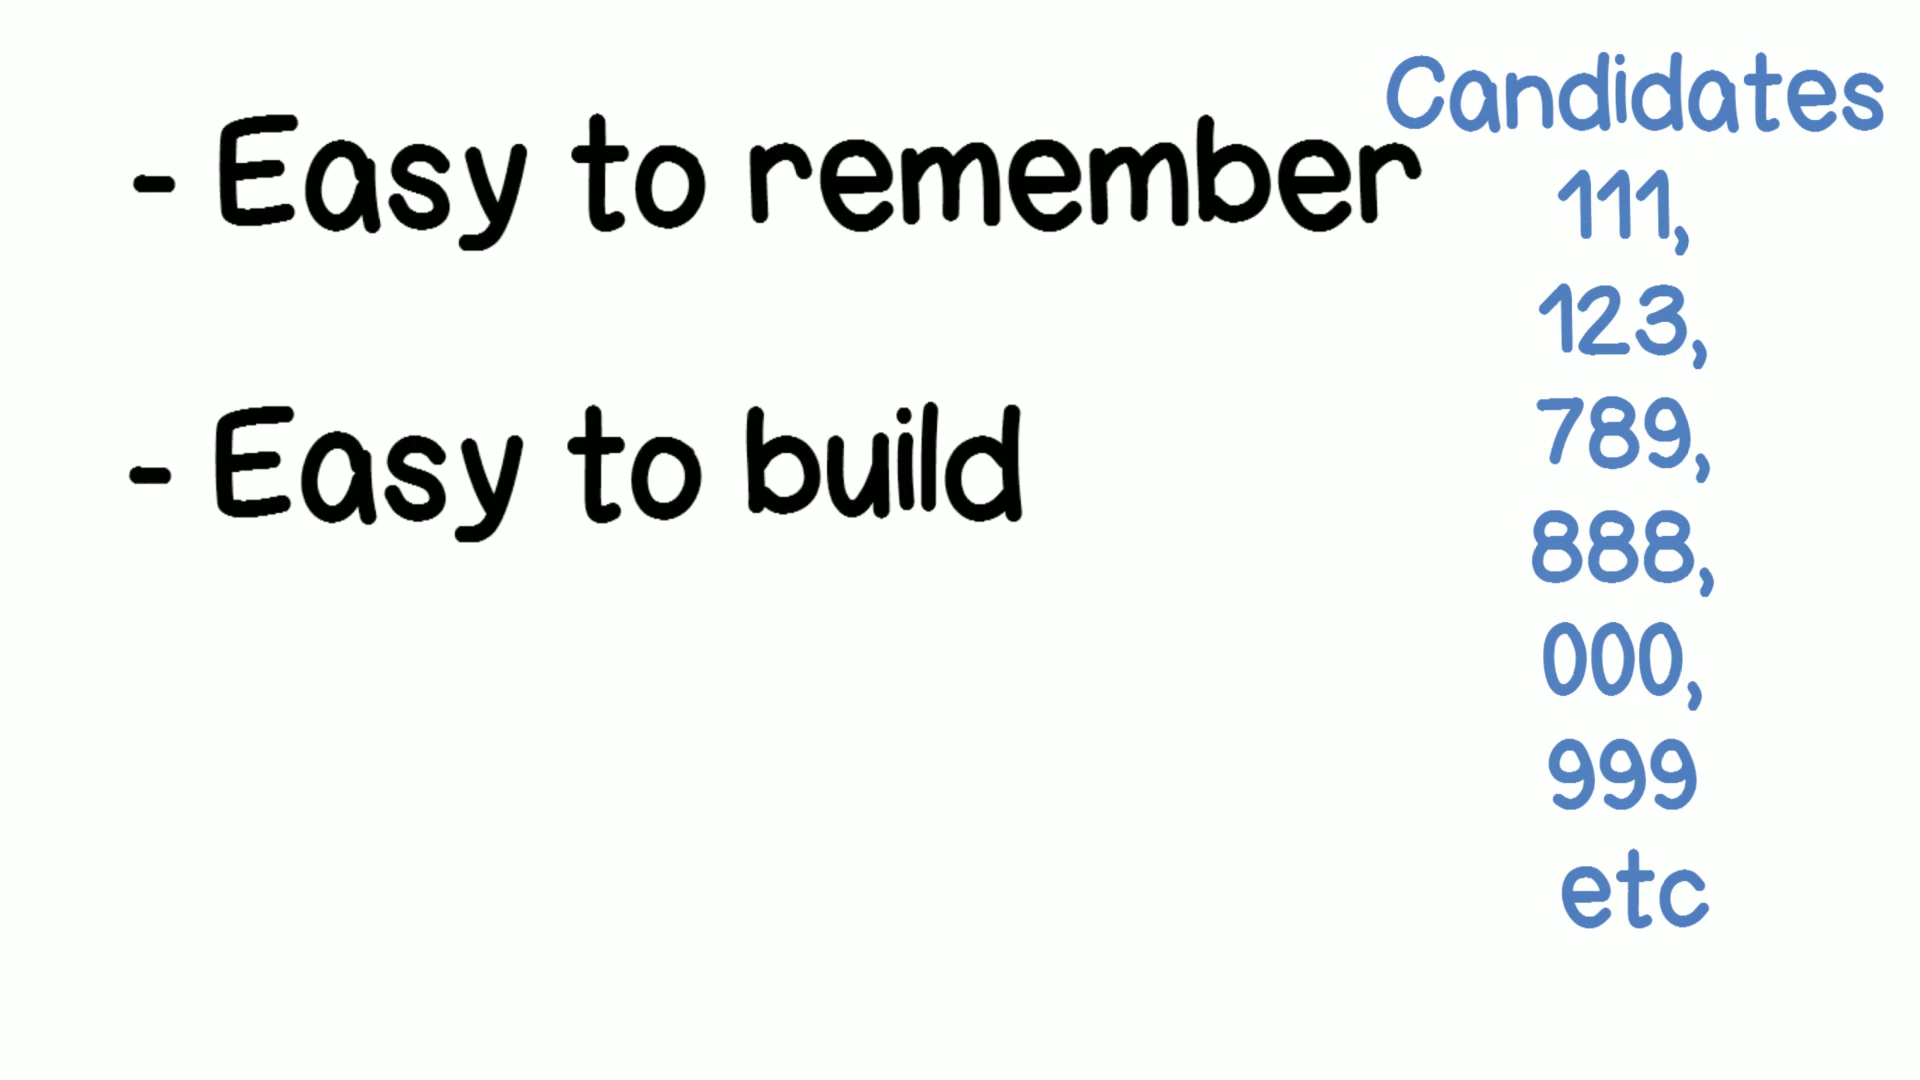 - Easy to remember
- Easy to build
Candidates
111,
123,
789,
888,
000,
999
etc